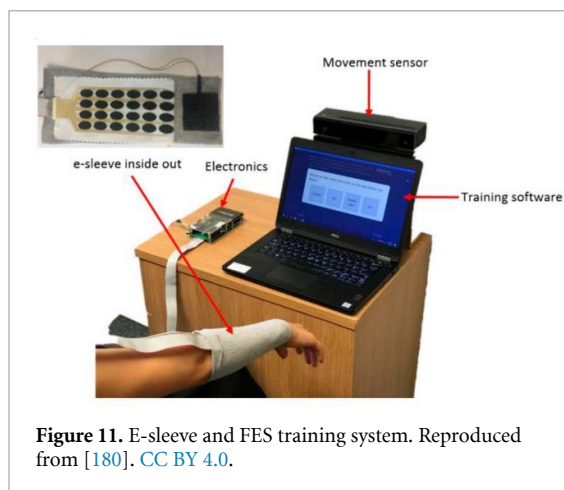 Movement sensor
e-sleeve inside out
Electronics
Training software
Figure 11. E-sleeve and FES training system. Reproduced
from [180]. CC BY 4.0.